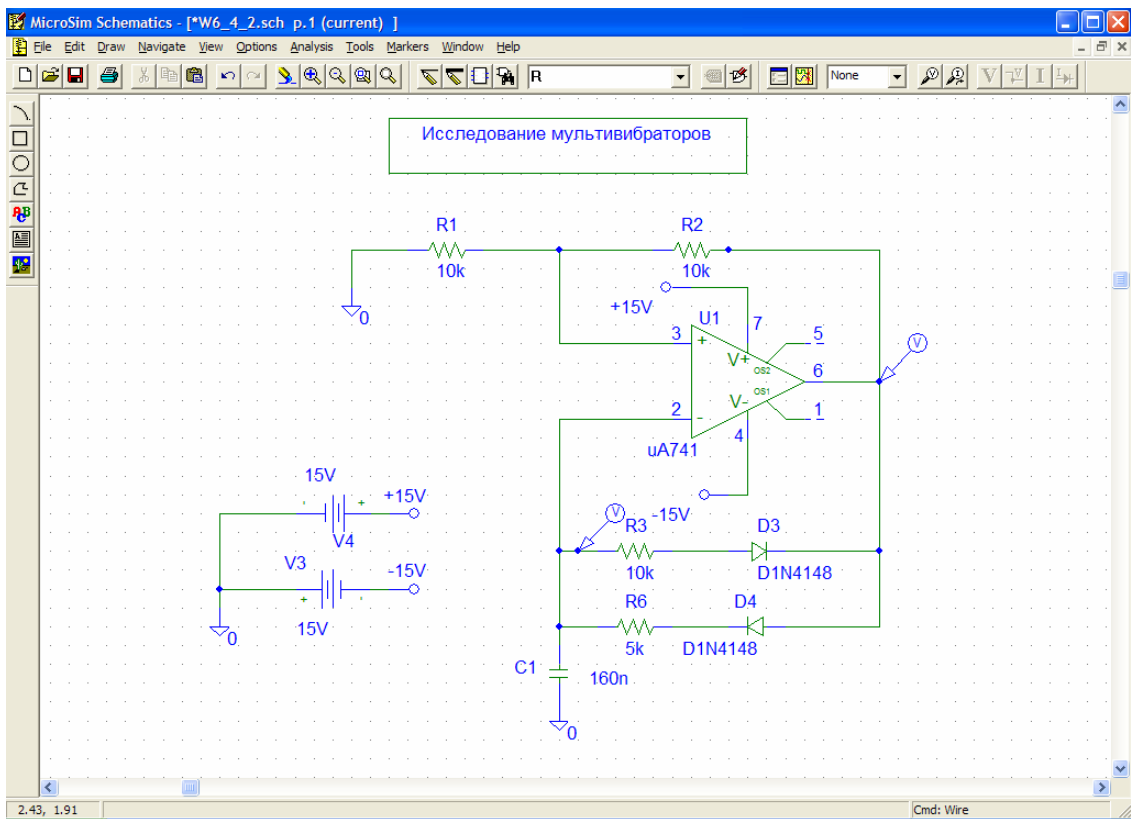 MicroSim Schematics - [*W6_4_2.sch p.1 (current) ]
File Edit Draw Navigate View Options Analysis Tools Markers Window Help
R
None
Исследование мультивибраторов
R1
R2
10k
10k
+15V
U1
7
5
3
+
V+
OS2
6
OS1
V-
2
-
1
4
uA741
15V
+15V
-15V
V4
V3
-15V
15V
0
0
V
V
R3
D3
10k
D1N4148
R6
D4
5k
D1N4148
C1
160n
0
2.43, 1.91
Cmd: Wire